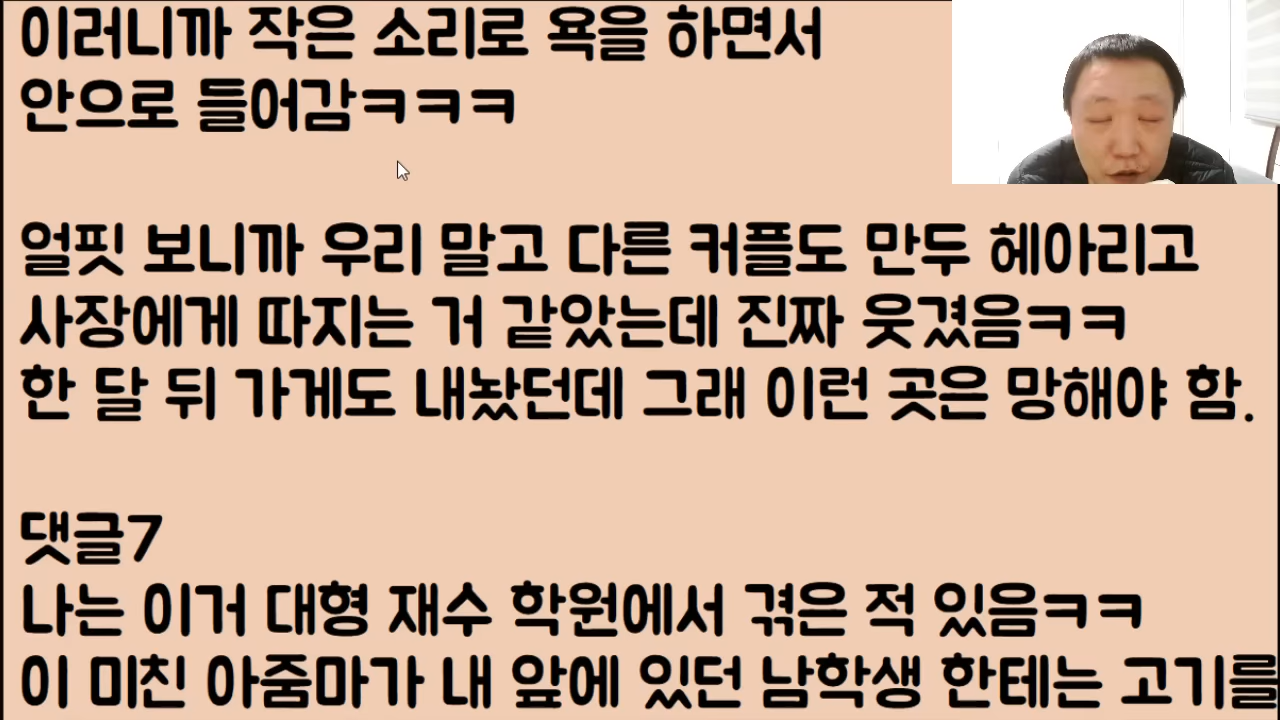 이러니까 작은 소리로 욕을 하면서
안으로 들어감ㅋㅋㅋ
얼핏 보니까 우리 말고 다른 커플도 만두 헤아리고
사장에게 따지는 거 같았는데 진짜 웃겼음ㅋㅋ
한 달 뒤 가게도 내놨던데 그래 이런 곳은 망해야 함.
댓글7
나는 이거 대형 재수 학원에서 겪은 적 있음ㅋㅋ
이 미친 아줌마가 내 앞에 있던 남학생 한테는 고기를